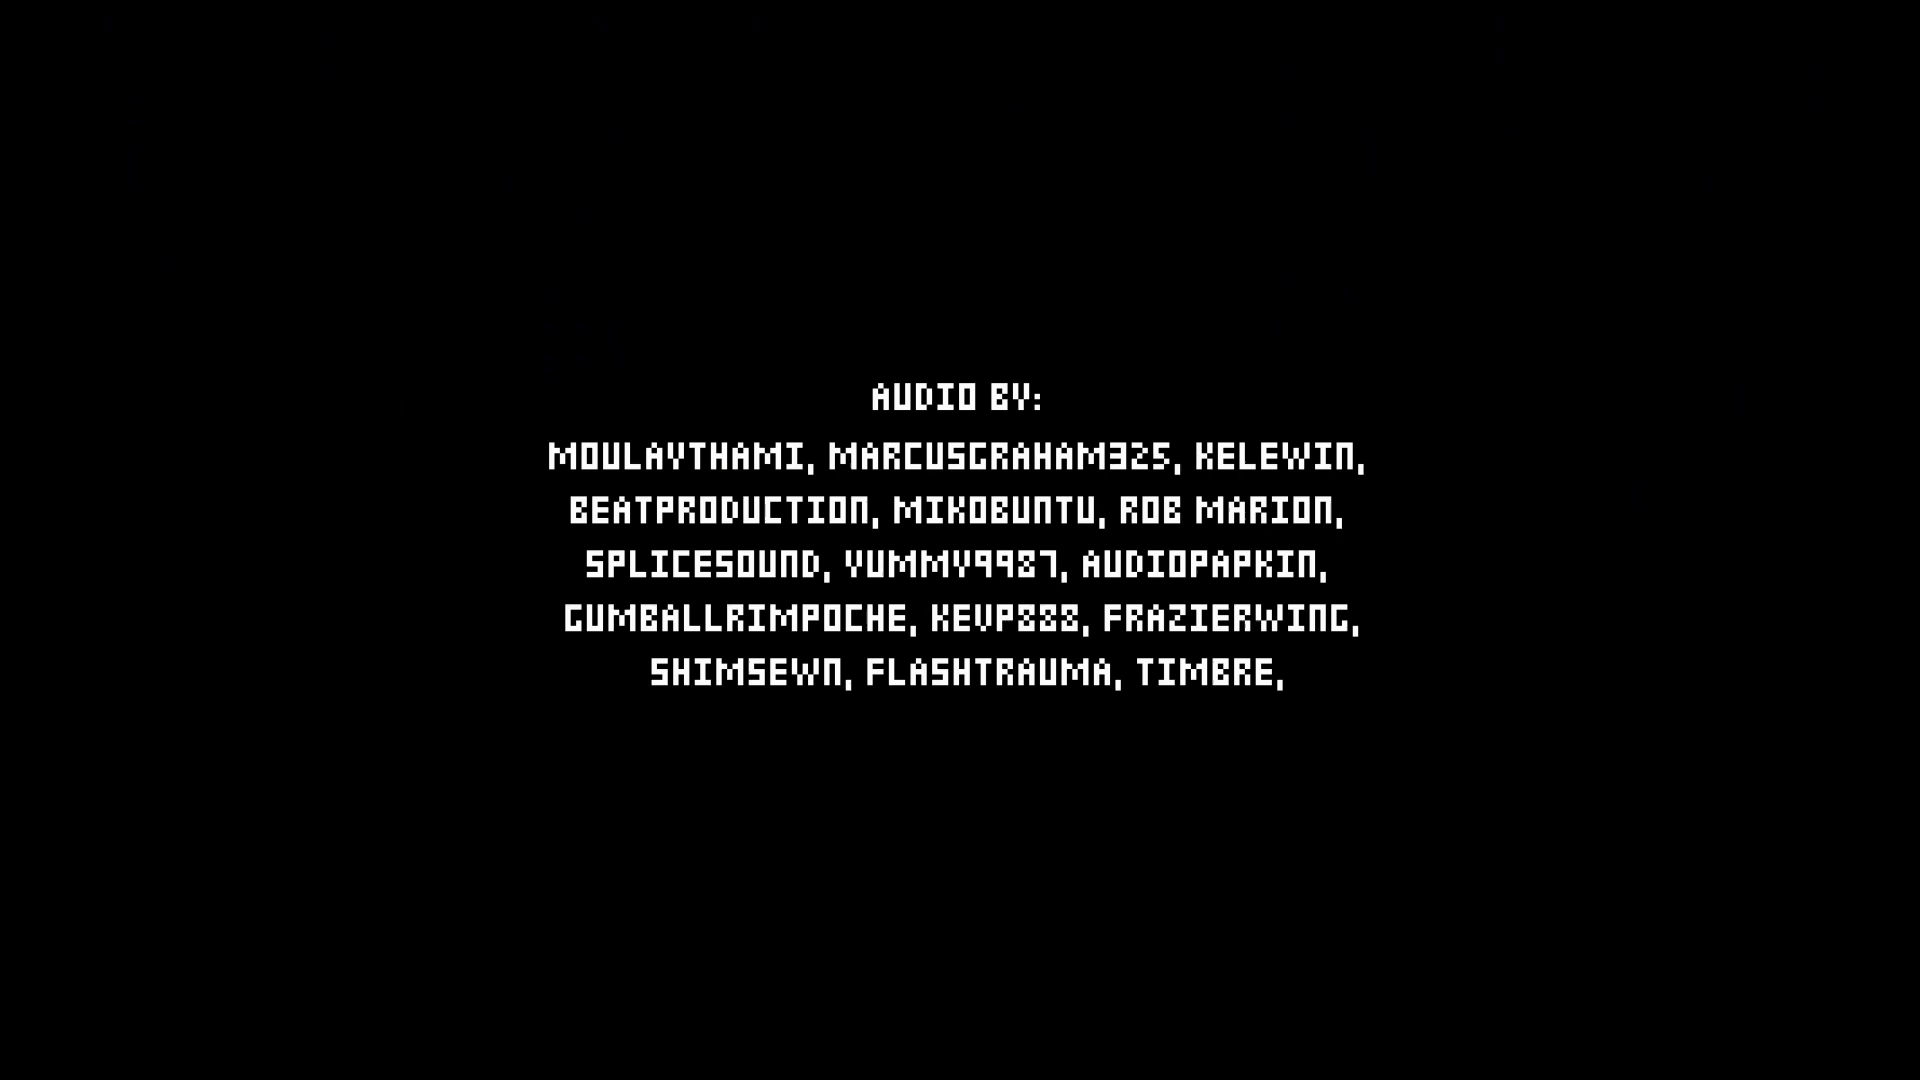 AUDIO BY:
MOULAYTHAMI, MARCUSGRAHAM325, KELEWIN,
BEATPRODUCTION, MIKOBUNTU, ROB MARION,
SPLICESOUND, YUMMY9987, AUDIOPAPKIN,
GUMBALLRIMPOCHE, KEVP888, FRAZIERWING,
SHIMSEWN, FLASHTRAUMA, TIMBRE,